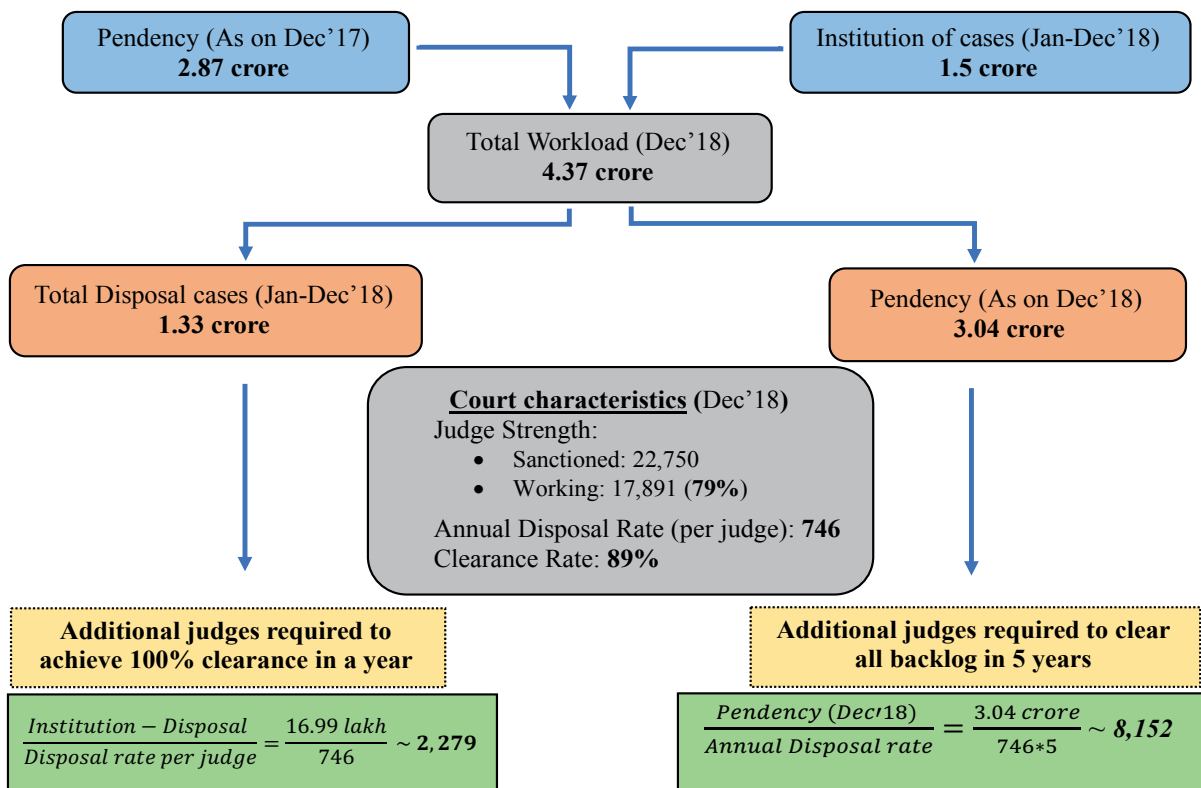 Pendency (As on Dec’17)
2.87 crore
Institution of cases (Jan-Dec’18)
1.5 crore
Total Workload (Dec’18)
4.37 crore
Total Disposal cases (Jan-Dec’18)
1.33 crore
Pendency (As on Dec’18)
3.04 crore
Court characteristics (Dec’18)
Judge Strength:
• Sanctioned: 22,750
• Working: 17,891 (79%)
Annual Disposal Rate (per judge): 746
Clearance Rate: 89%
Additional judges required to
achieve 100% clearance in a year
Institution − Disposal
Disposal rate per judge
=
16.99 lakh
746
~ 2,279
Additional judges required to clear
all backlog in 5 years
Pendency (Dec′18)
Annual Disposal rate
=
3.04 crore
746∗5
~ 8,152